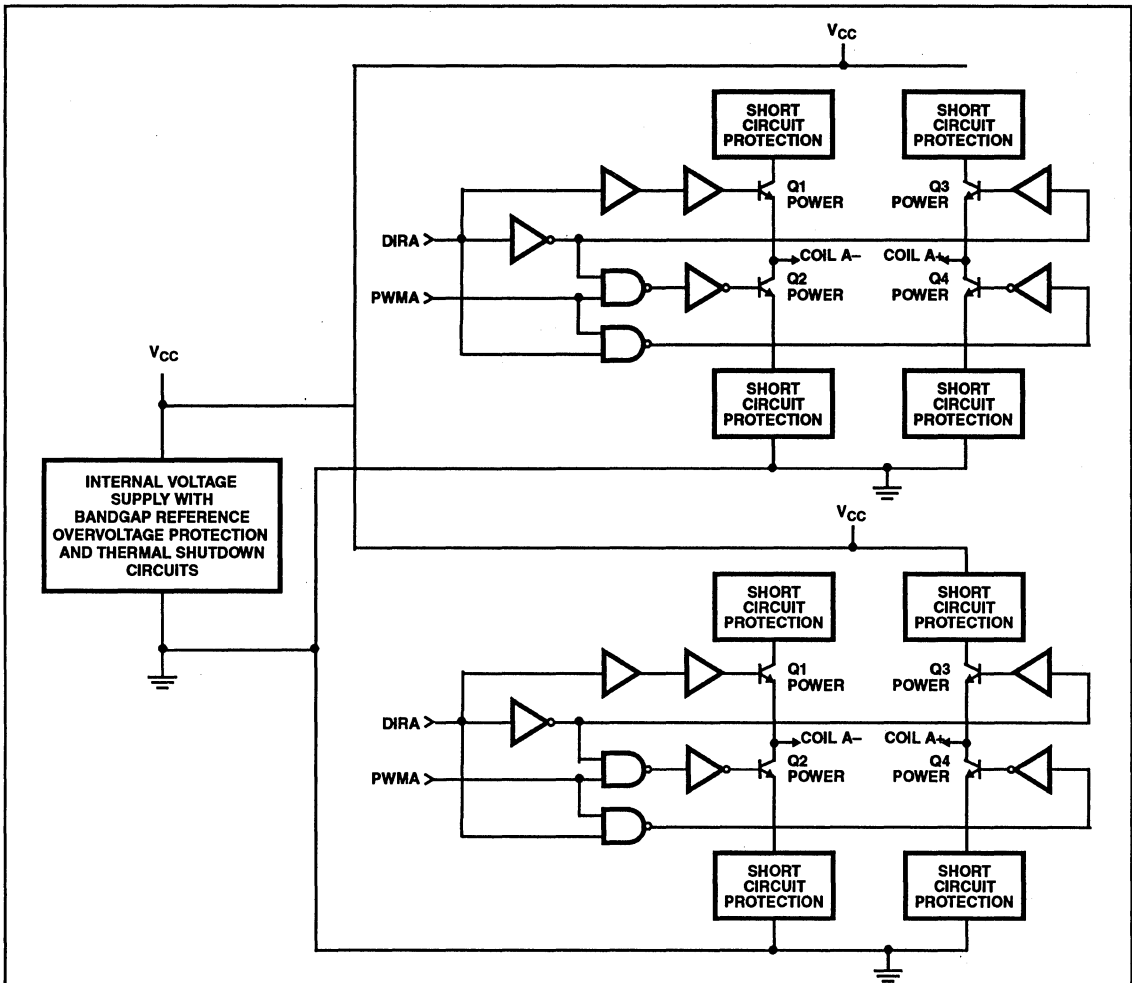 VCC
SHORT
CIRCUIT
PROTECTION
SHORT
CIRCUIT
PROTECTION
Q1
POWER
Q3
POWER
DIRA
COIL A–
COIL A+
PWMA
Q2
POWER
Q4
POWER
VCC
SHORT
CIRCUIT
PROTECTION
SHORT
CIRCUIT
PROTECTION
INTERNAL VOLTAGE
SUPPLY WITH
BANDGAP REFERENCE
OVERVOLTAGE PROTECTION
AND THERMAL SHUTDOWN
CIRCUITS
VCC
SHORT
CIRCUIT
PROTECTION
SHORT
CIRCUIT
PROTECTION
Q1
POWER
Q3
POWER
DIRA
COIL A–
COIL A+
PWMA
Q2
POWER
Q4
POWER
SHORT
CIRCUIT
PROTECTION
SHORT
CIRCUIT
PROTECTION